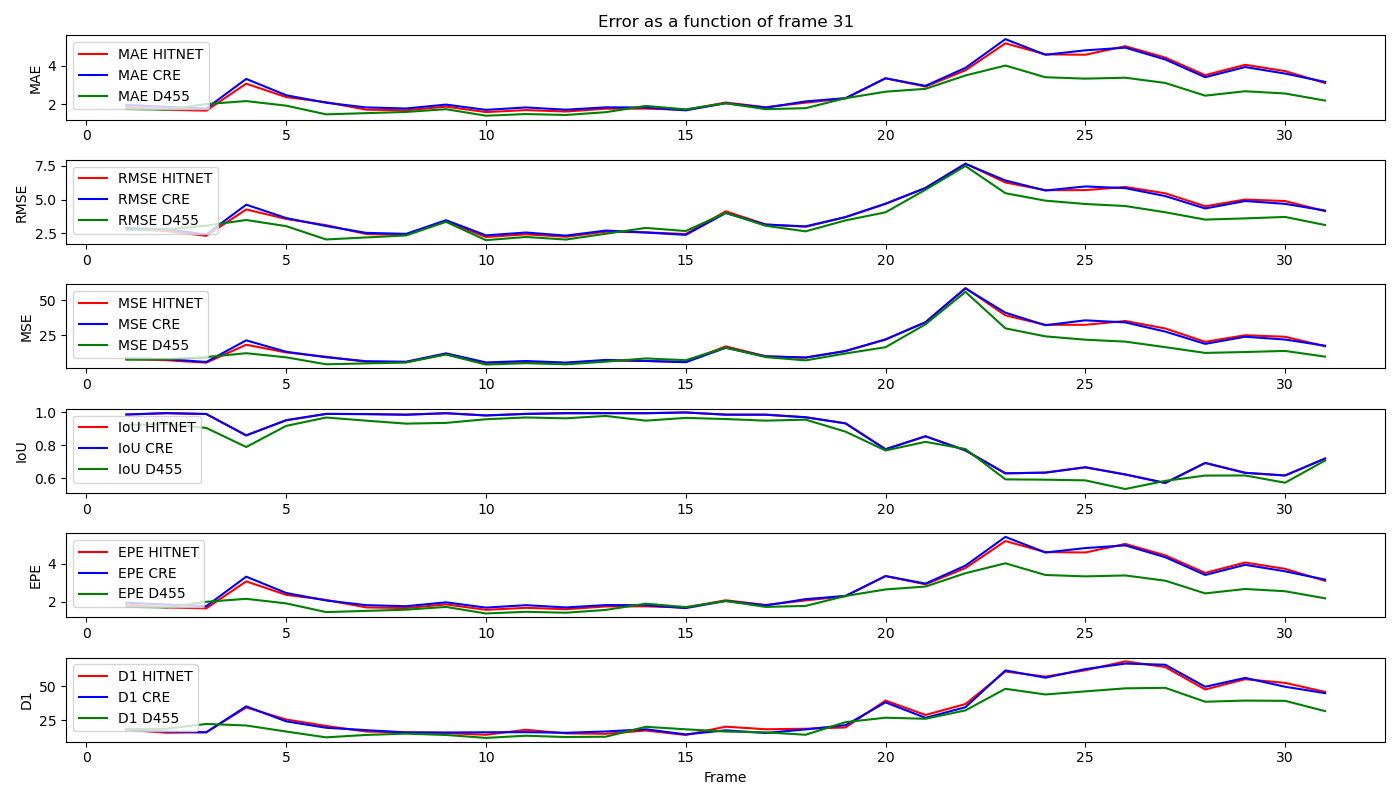 Error as a function of frame 31
MAE
4
2
MAE HITNET
MAE CRE
MAE D455
0 5 10 15 20 25 30
RMSE
7.5
5.0
2.5
RMSE HITNET
RMSE CRE
RMSE D455
0 5 10 15 20 25 30
MSE
50
25
MSE HITNET
MSE CRE
MSE D455
0 5 10 15 20 25 30
IoU
1.0
0.8
0.6
IoU HITNET
IoU CRE
IoU D455
0 5 10 15 20 25 30
EPE
4
2
EPE HITNET
EPE CRE
EPE D455
0 5 10 15 20 25 30
D1
50
25
D1 HITNET
D1 CRE
D1 D455
0 5 10 15 20 25 30
Frame